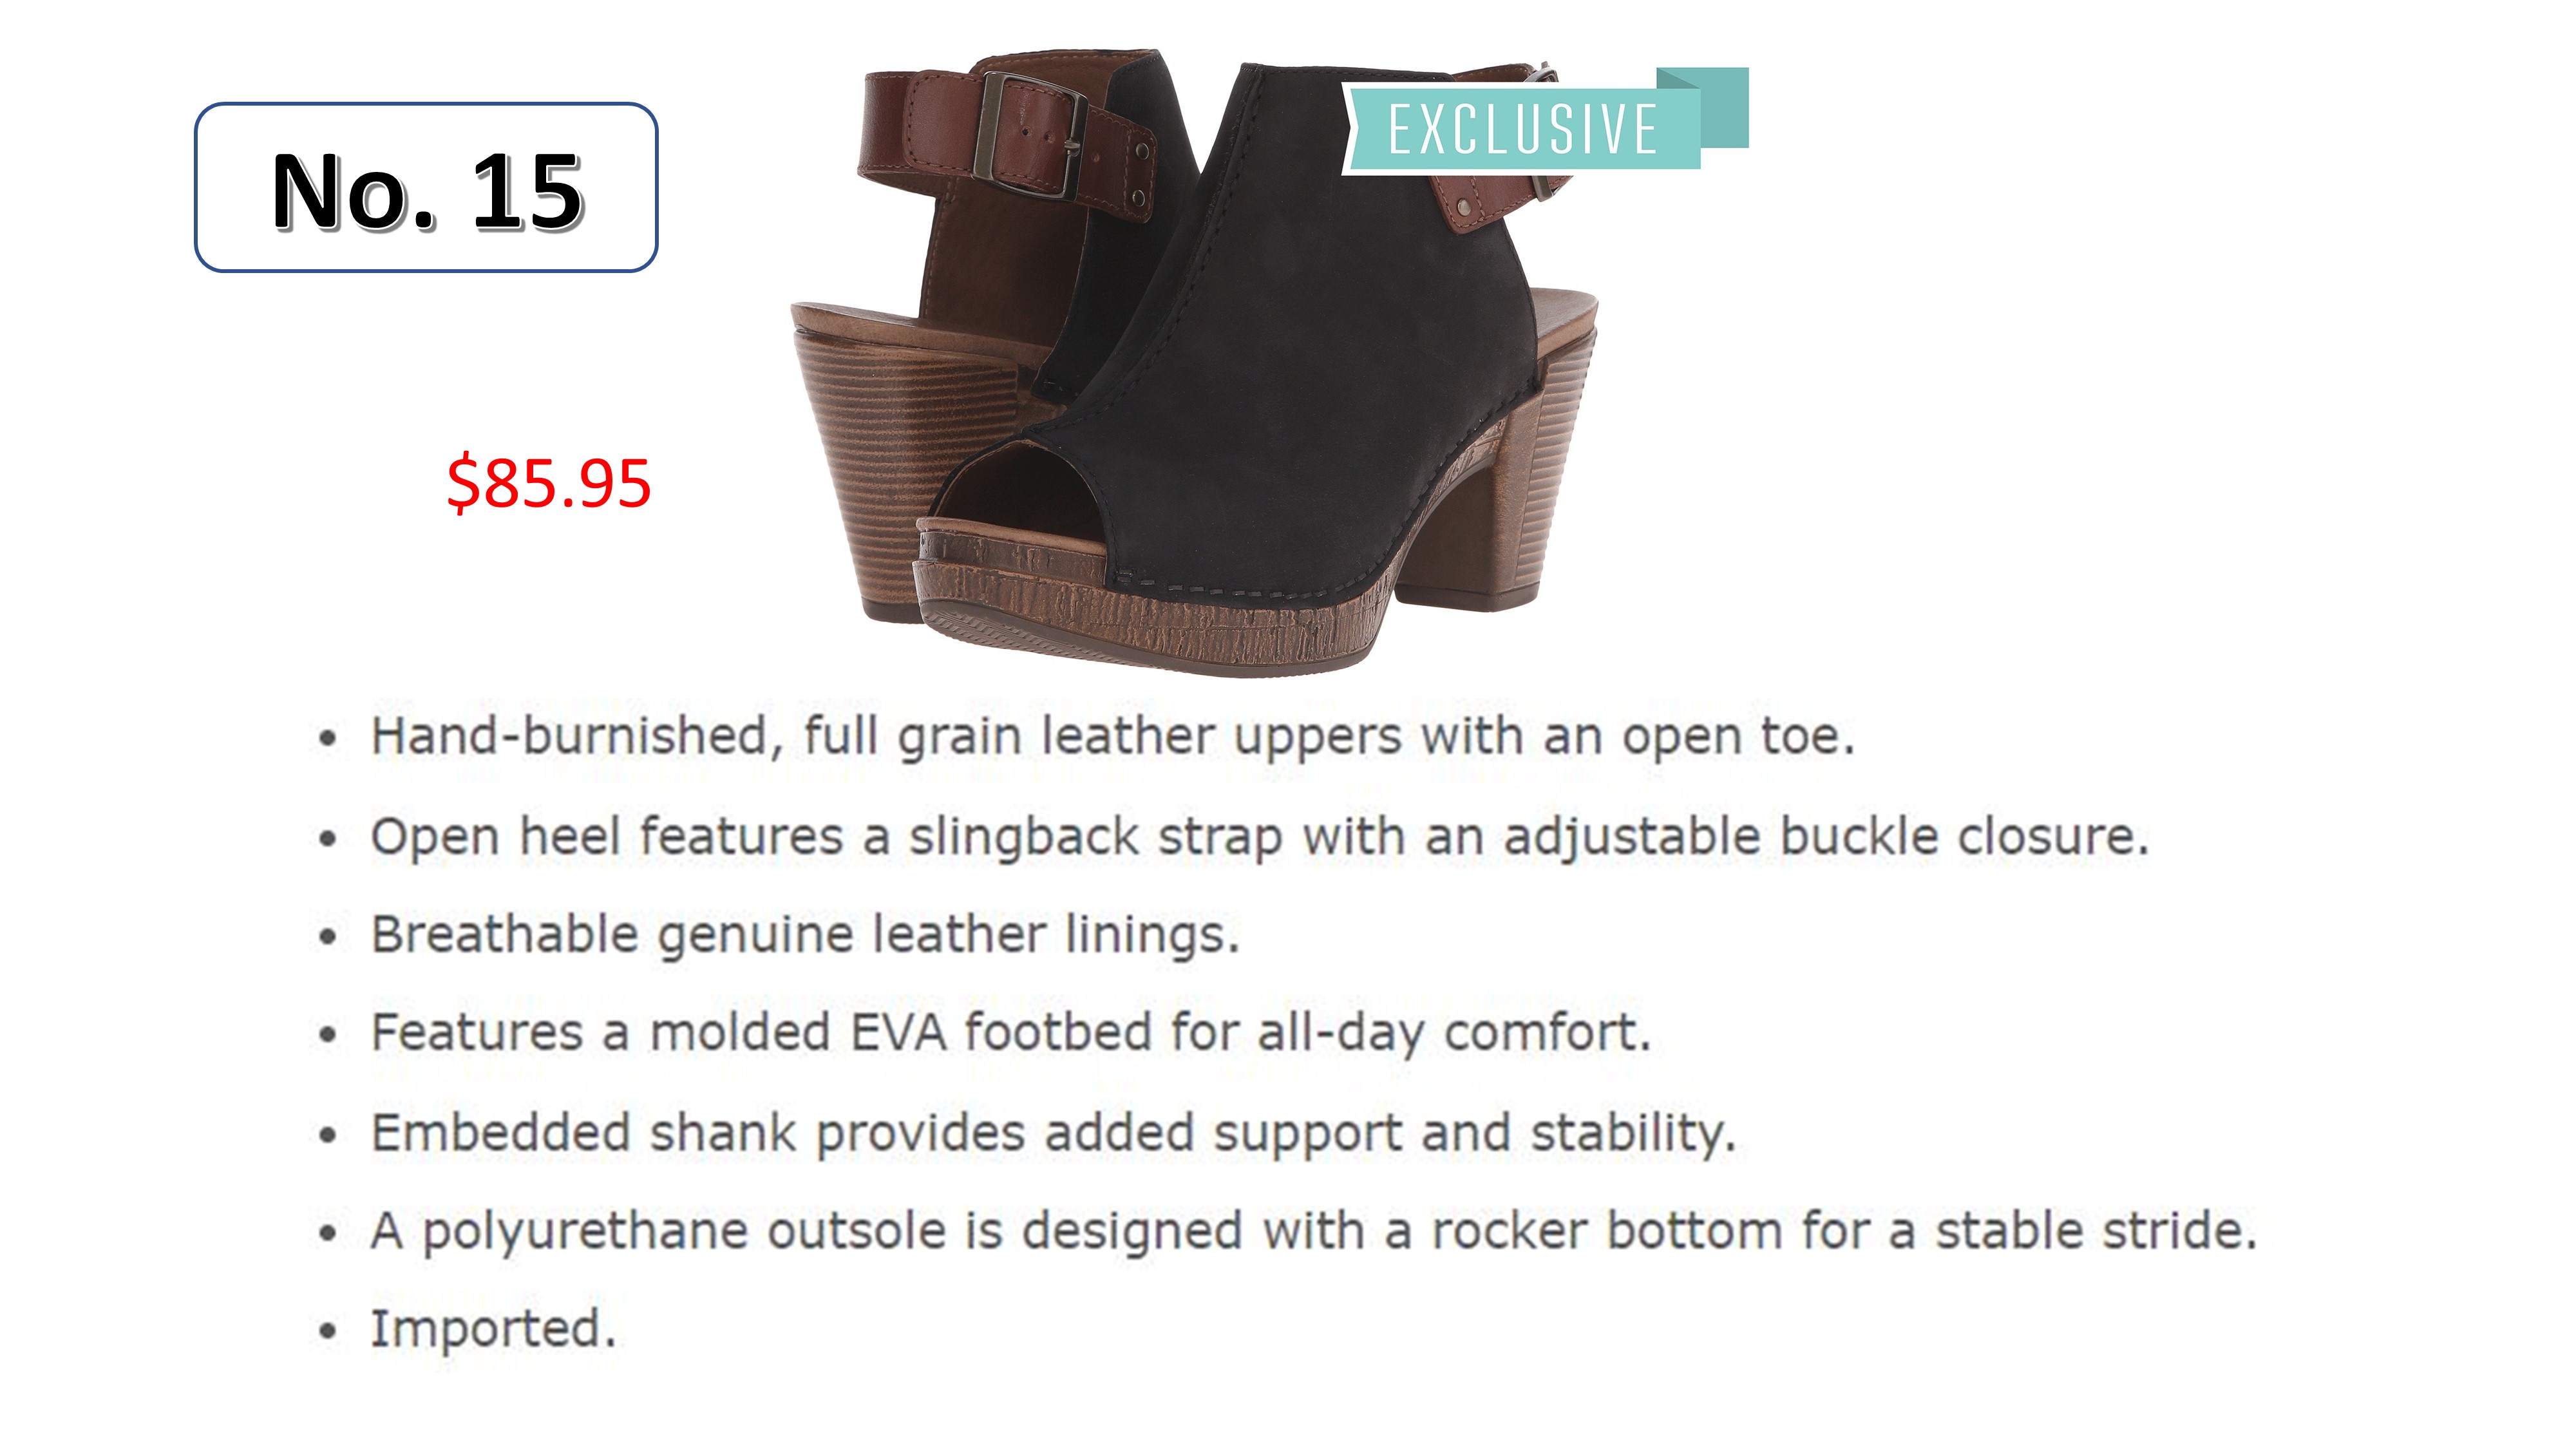 No. 15
EXCLUSIVE
$85.95
• Hand-burnished, full grain leather uppers with an open toe.
• Open heel features a slingback strap with an adjustable buckle closure.
• Breathable genuine leather linings.
• Features a molded EVA footbed for all-day comfort.
• Embedded shank provides added support and stability.
• A polyurethane outsole is designed with a rocker bottom for a stable stride.
• Imported.